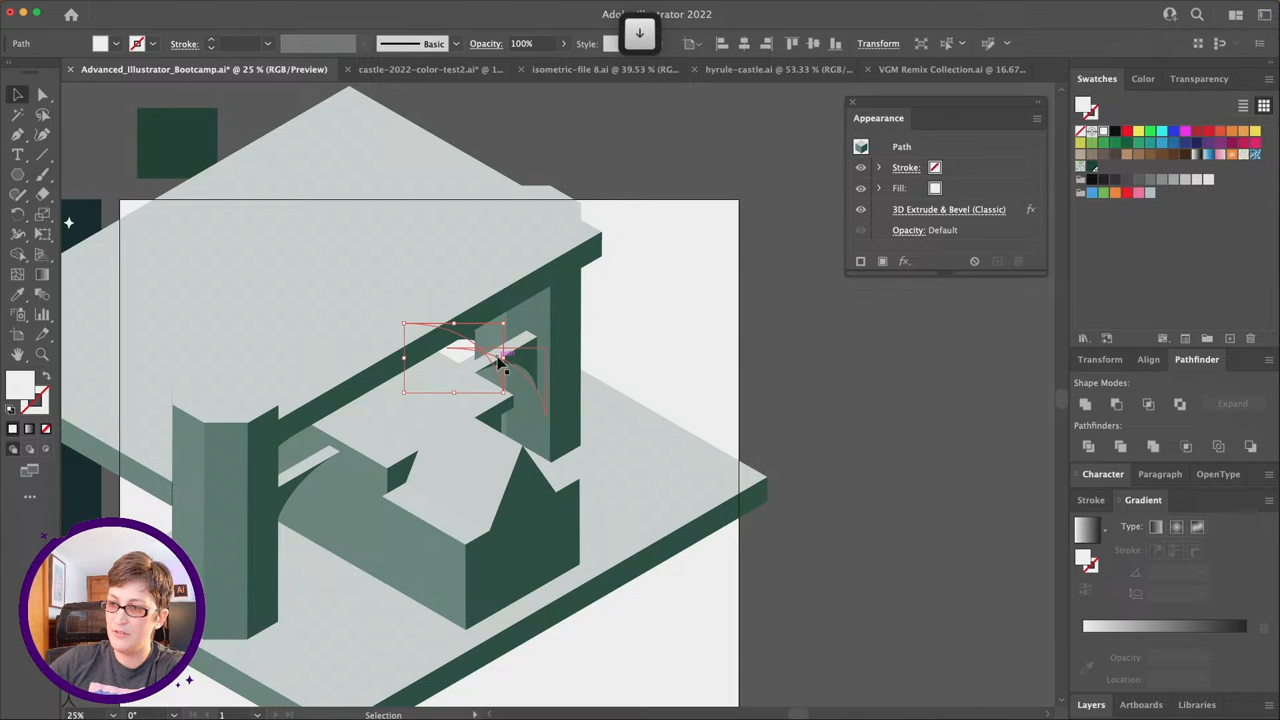 Adobe Illustrator 2022
↓
Path
Stroke:
Basic
Opacity:
100%
Style:
Transform
Advanced_Illustrator_Bootcamp.ai* @ 25 % (RGB/Preview)
castle-2022-color-test2.ai* @ 1...
isometric-file 8.ai @ 39.53 % (RG...
hyrule-castle.ai @ 53.33 % (RGB/...
VGM Remix Collection.ai @ 16.67...
Appearance
Path
Stroke:
Fill:
3D Extrude & Bevel (Classic)
Opacity: Default
Swatches
Color
Transparency
Transform
Align
Pathfinder
Shape Modes:
Expand
Pathfinders:
Character
Paragraph
OpenType
Stroke
Gradient
Type:
Stroke:
Opacity:
Location:
Layers
Artboards
Libraries
Ai
25%
0°
1
Selection